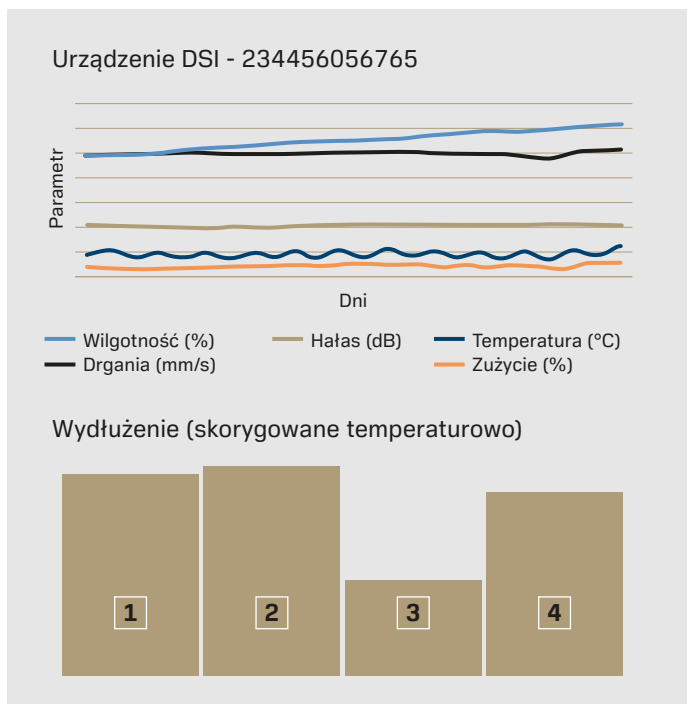 Urządzenie DSI - 234456056765
Parametr
Dni
Wilgotność (%)
Hałas (dB)
Temperatura (°C)
Drgania (mm/s)
Zużycie (%)
Wydłużenie (skorygowane temperaturowo)
1
2
3
4